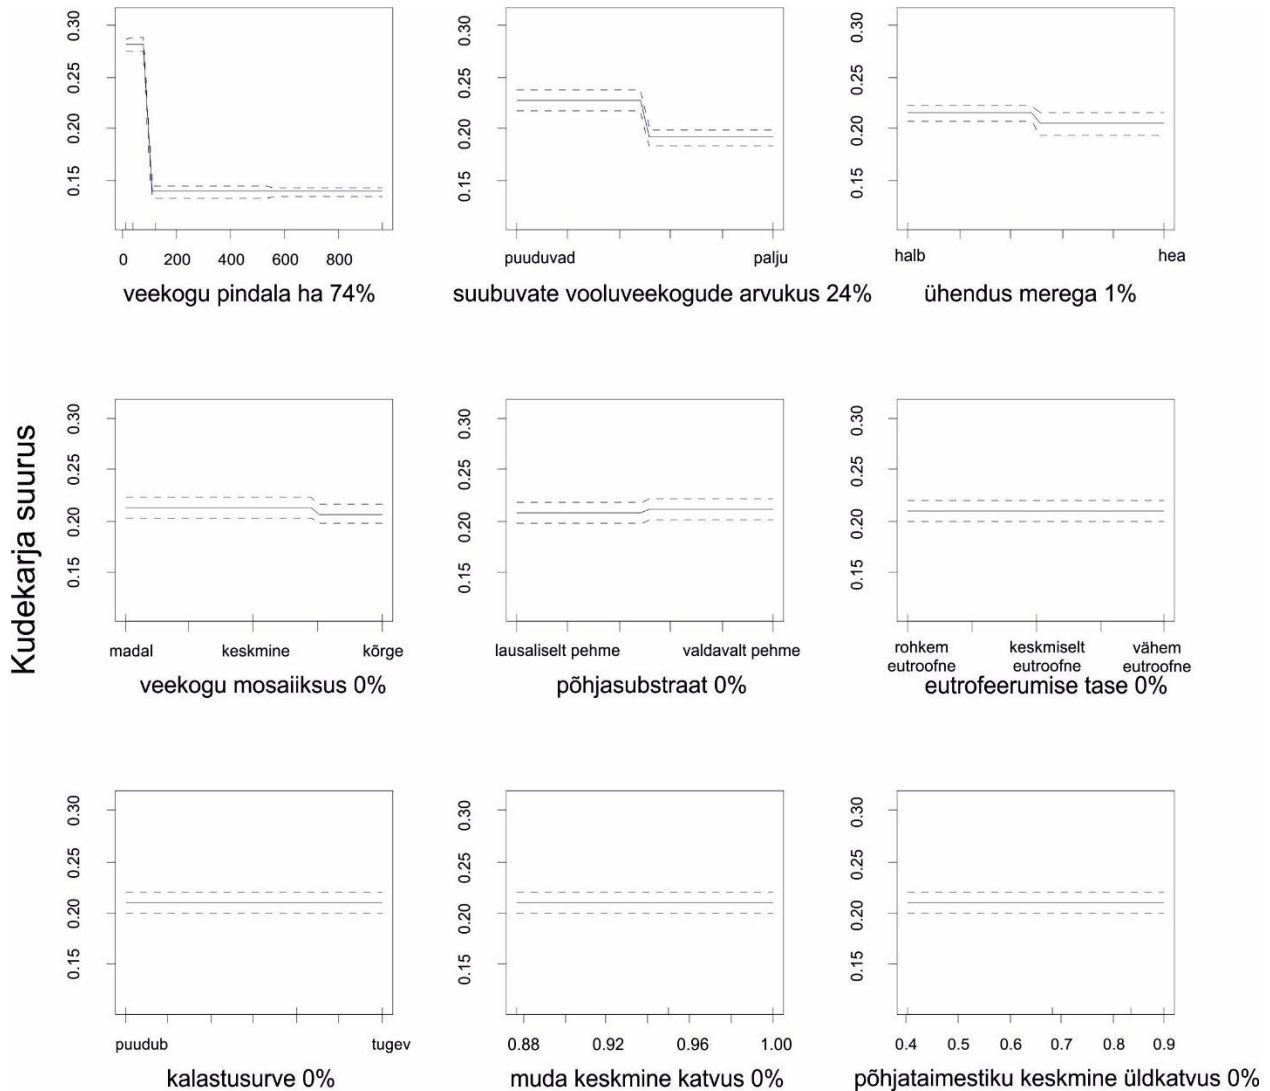 Kudekarja suurus
0.30
0.25
0.20
0.15
0 200 400 600 800
veekogu pindala ha 74%
0.30
0.25
0.20
0.15
puuduvad palju
suubuvate vooluveekogude arvukus 24%
0.30
0.25
0.20
0.15
halb hea
ühendus merega 1%
0.30
0.25
0.20
0.15
madal keskmine kõrge
veekogu mosaiiksus 0%
0.30
0.25
0.20
0.15
lausaliselt pehme valdavalt pehme
põhjasubstraat 0%
0.30
0.25
0.20
0.15
rohkem keskmiselt vähem
eutroofne eutroofne eutroofne
eutrofeerumise tase 0%
0.30
0.25
0.20
0.15
puudub tugev
kalastusurve 0%
0.30
0.25
0.20
0.15
0.88 0.92 0.96 1.00
muda keskmine katvus 0%
0.30
0.25
0.20
0.15
0.4 0.5 0.6 0.7 0.8 0.9
põhjataimestiku keskmine üldkatvus 0%